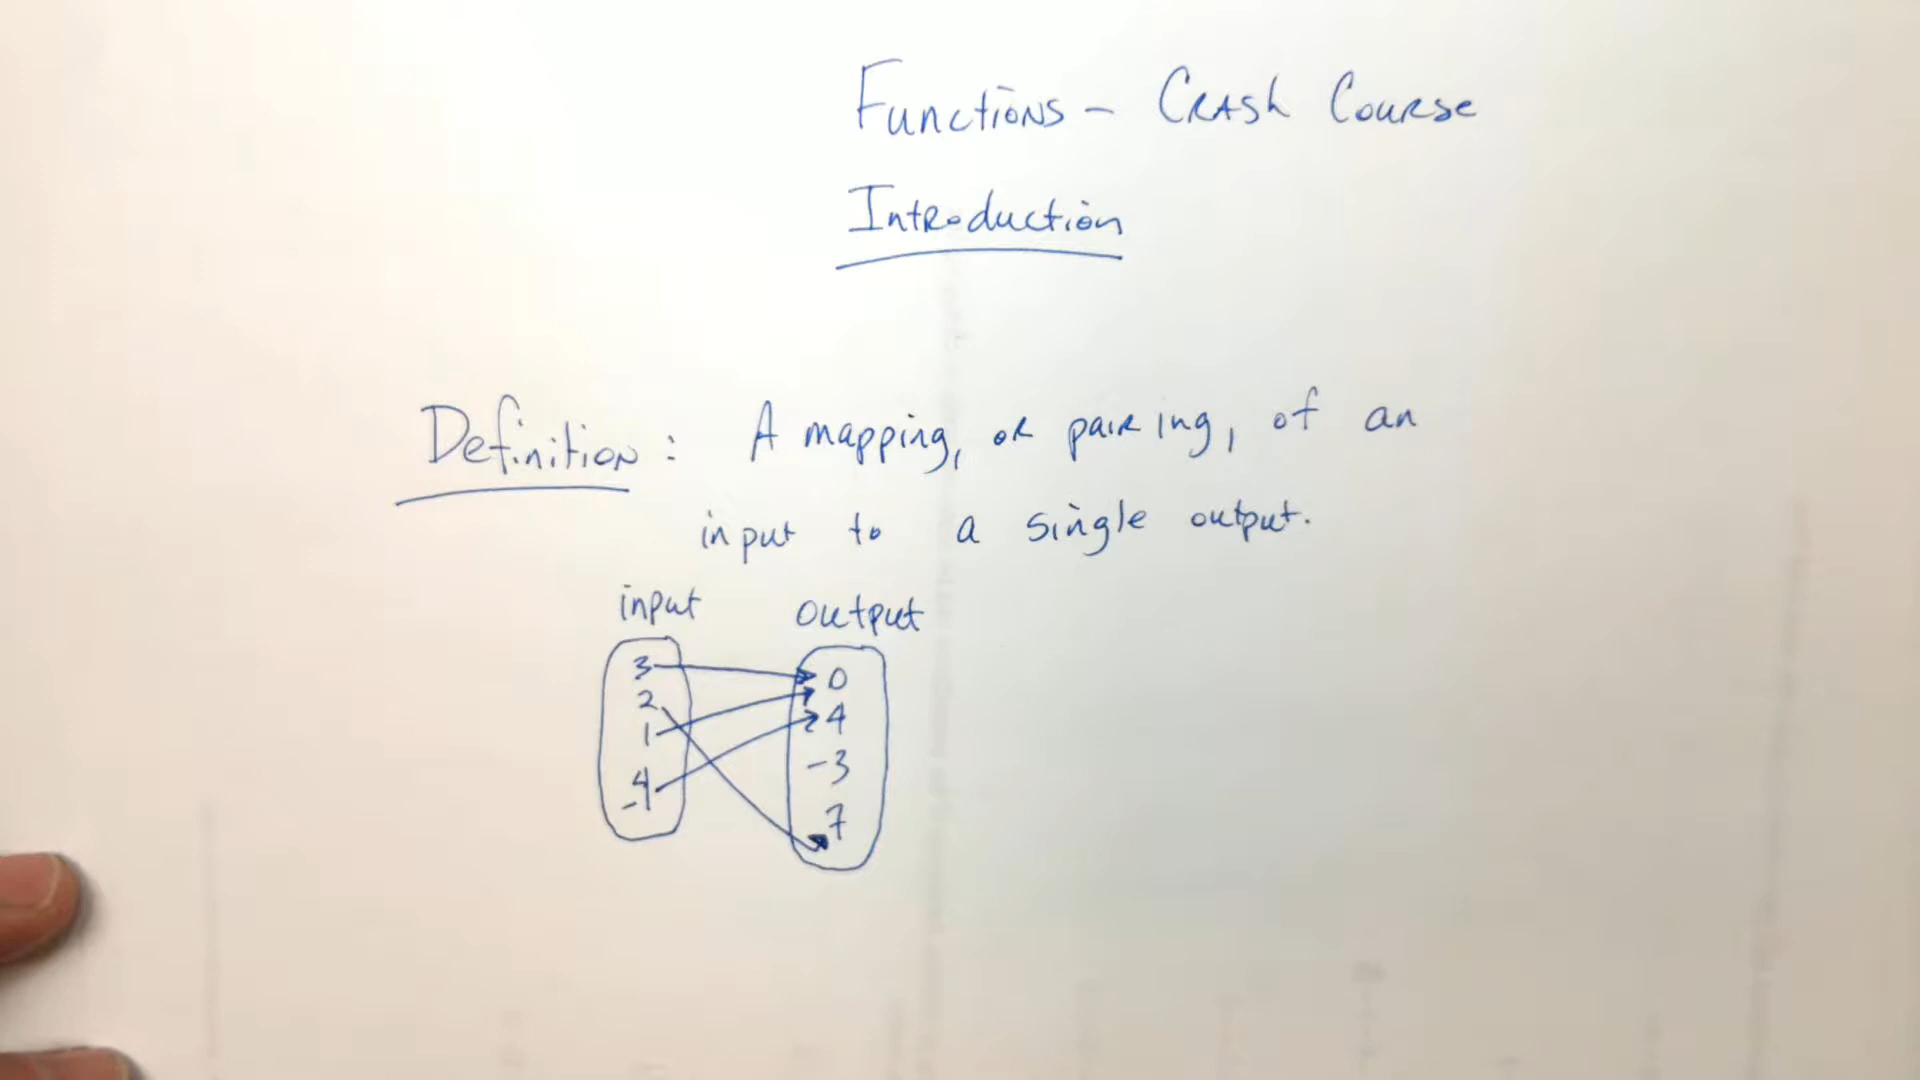 Functions - Crash Course
Introduction
Definition: A mapping, or pairing, of an
input to a single output.
input output
3 0
2 4
1 -3
-4 7